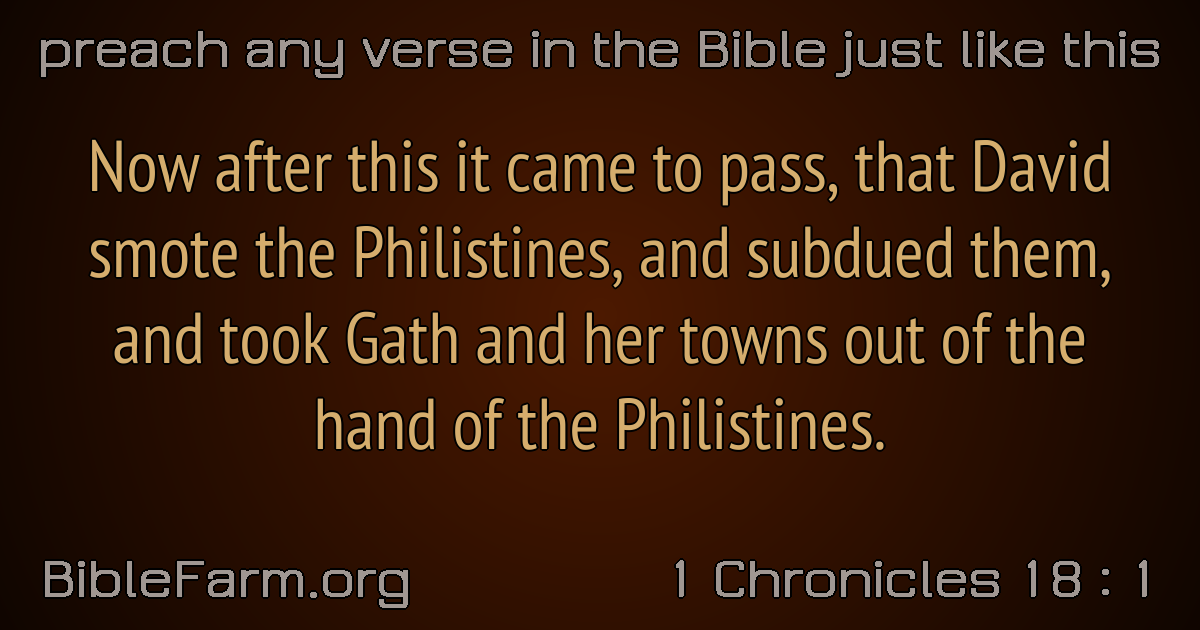 preach any verse in the Bible just like this
Now after this it came to pass, that David
smote the Philistines, and subdued them,
and took Gath and her towns out of the
hand of the Philistines.
BibleFarm.org
1 Chronicles 18 : 1